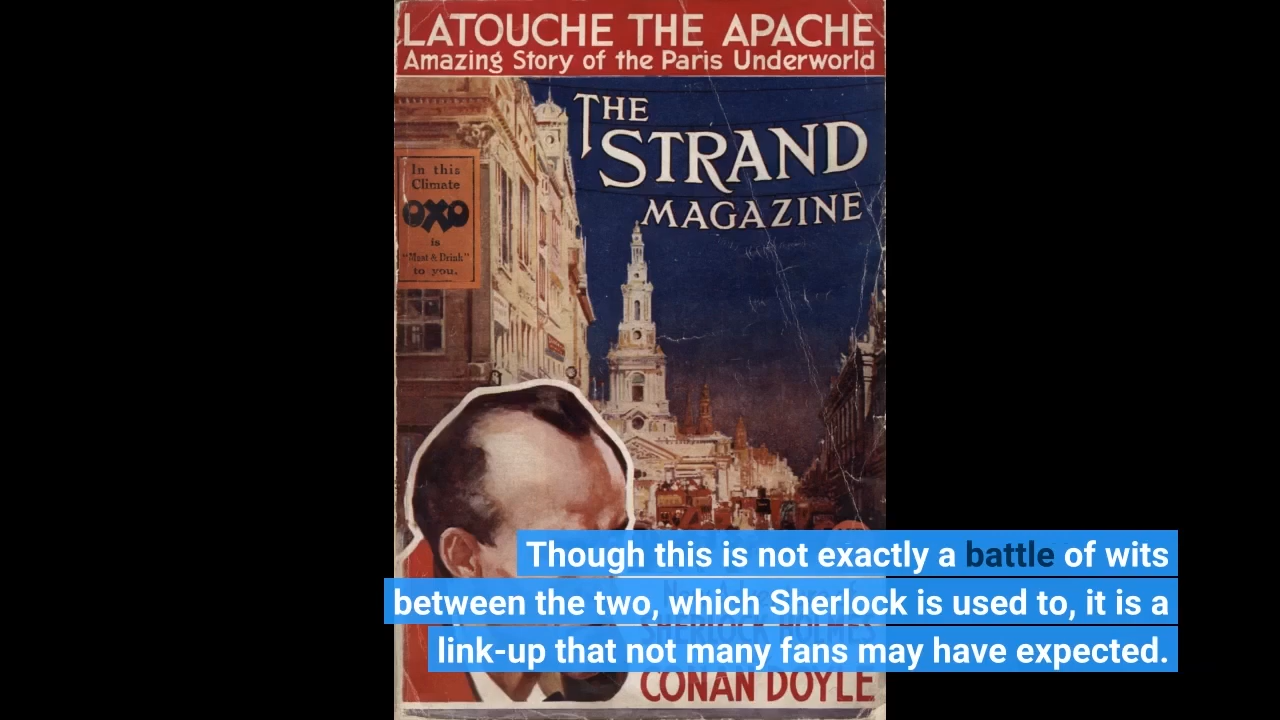 LATOUCHE THE APACHE
Amazing Story of the Paris Underworld
THE
STRAND
MAGAZINE
In this
Climate
OXO
is
"Meat & Drink"
to you.
Though this is not exactly a battle of wits
between the two, which Sherlock is used to, it is a
link-up that not many fans may have expected.
SHERLOCK HOLMES
CONAN DOYLE